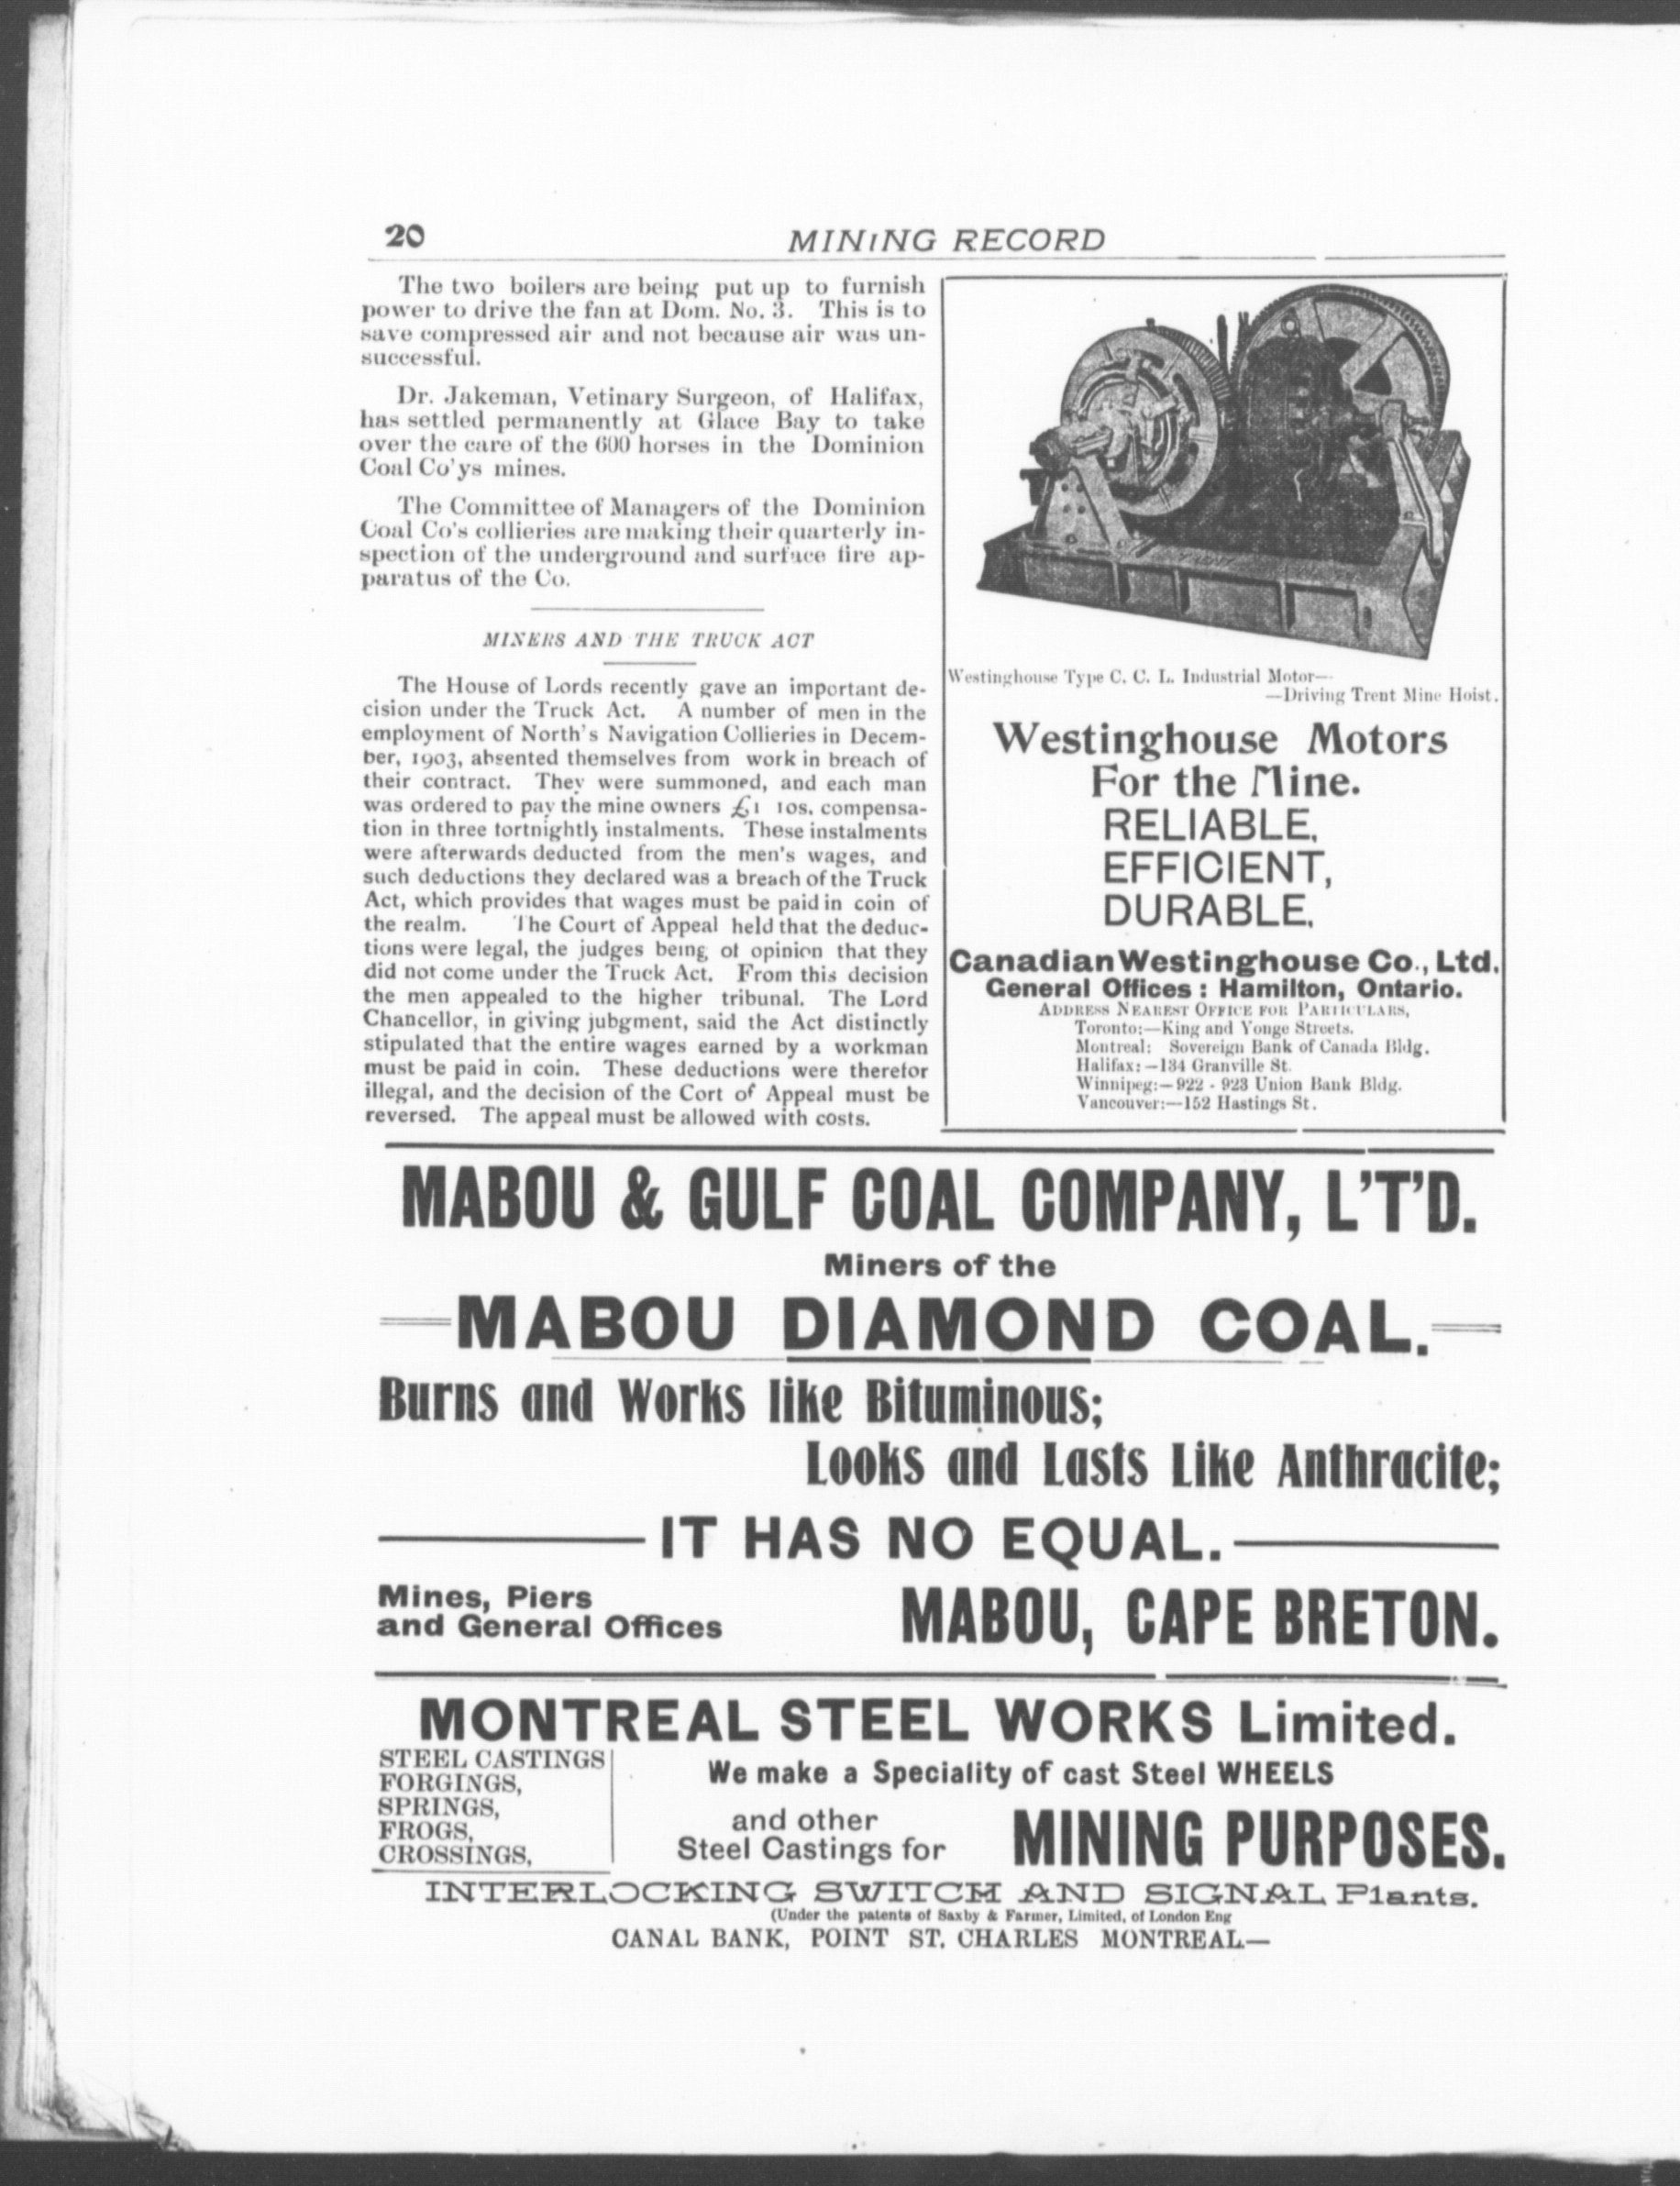 20
MINING RECORD
The two boilers are being put up to furnish
power to drive the fan at Dom. No. 3. This is to
save compressed air and not because air was un-
successful.
Dr. Jakeman, Vetinary Surgeon, of Halifax,
has settled permanently at Glace Bay to take
over the care of the 600 horses in the Dominion
Coal Co'ys mines.
The Committee of Managers of the Dominion
Coal Co's collieries are making their quarterly in-
spection of the underground and surface fire ap-
paratus of the Co.
MINERS AND THE TRUCK ACT
The House of Lords recently gave an important de-
cision under the Truck Act. A number of men in the
employment of North's Navigation Collieries in Decem-
ber, 1903, absented themselves from work in breach of
their contract. They were summoned, and each man
was ordered to pay the mine owners £1 10s. compensa-
tion in three fortnightly instalments. These instalments
were afterwards deducted from the men's wages, and
such deductions they declared was a breach of the Truck
Act, which provides that wages must be paid in coin of
the realm. The Court of Appeal held that the deduc-
tions were legal, the judges being of opinion that they
did not come under the Truck Act. From this decision
the men appealed to the higher tribunal. The Lord
Chancellor, in giving jubgment, said the Act distinctly
stipulated that the entire wages earned by a workman
must be paid in coin. These deductions were therefor
illegal, and the decision of the Cort of Appeal must be
reversed. The appeal must be allowed with costs.
Westinghouse Type C. C. L. Industrial Motor—
—Driving Trent Mine Hoist.
Westinghouse Motors
For the Mine.
RELIABLE,
EFFICIENT,
DURABLE,
Canadian Westinghouse Co., Ltd,
General Offices : Hamilton, Ontario.
ADDRESS NEAREST OFFICE FOR PARTICULARS,
Toronto:—King and Yonge Streets.
Montreal: Sovereign Bank of Canada Bldg.
Halifax:—134 Granville St.
Winnipeg:—922 - 923 Union Bank Bldg.
Vancouver:—152 Hastings St.
MABOU & GULF COAL COMPANY, L'T'D.
Miners of the
MABOU DIAMOND COAL.
Burns and Works like Bituminous;
Looks and Lasts Like Anthracite;
IT HAS NO EQUAL.
Mines, Piers
and General Offices
MABOU, CAPE BRETON.
MONTREAL STEEL WORKS Limited.
STEEL CASTINGS
FORGINGS,
SPRINGS,
FROGS,
CROSSINGS,
We make a Speciality of cast Steel WHEELS
and other
Steel Castings for
MINING PURPOSES.
INTERLOCKING SWITCH AND SIGNAL Plants.
(Under the patents of Saxby & Farmer, Limited, of London Eng
CANAL BANK, POINT ST. CHARLES MONTREAL—